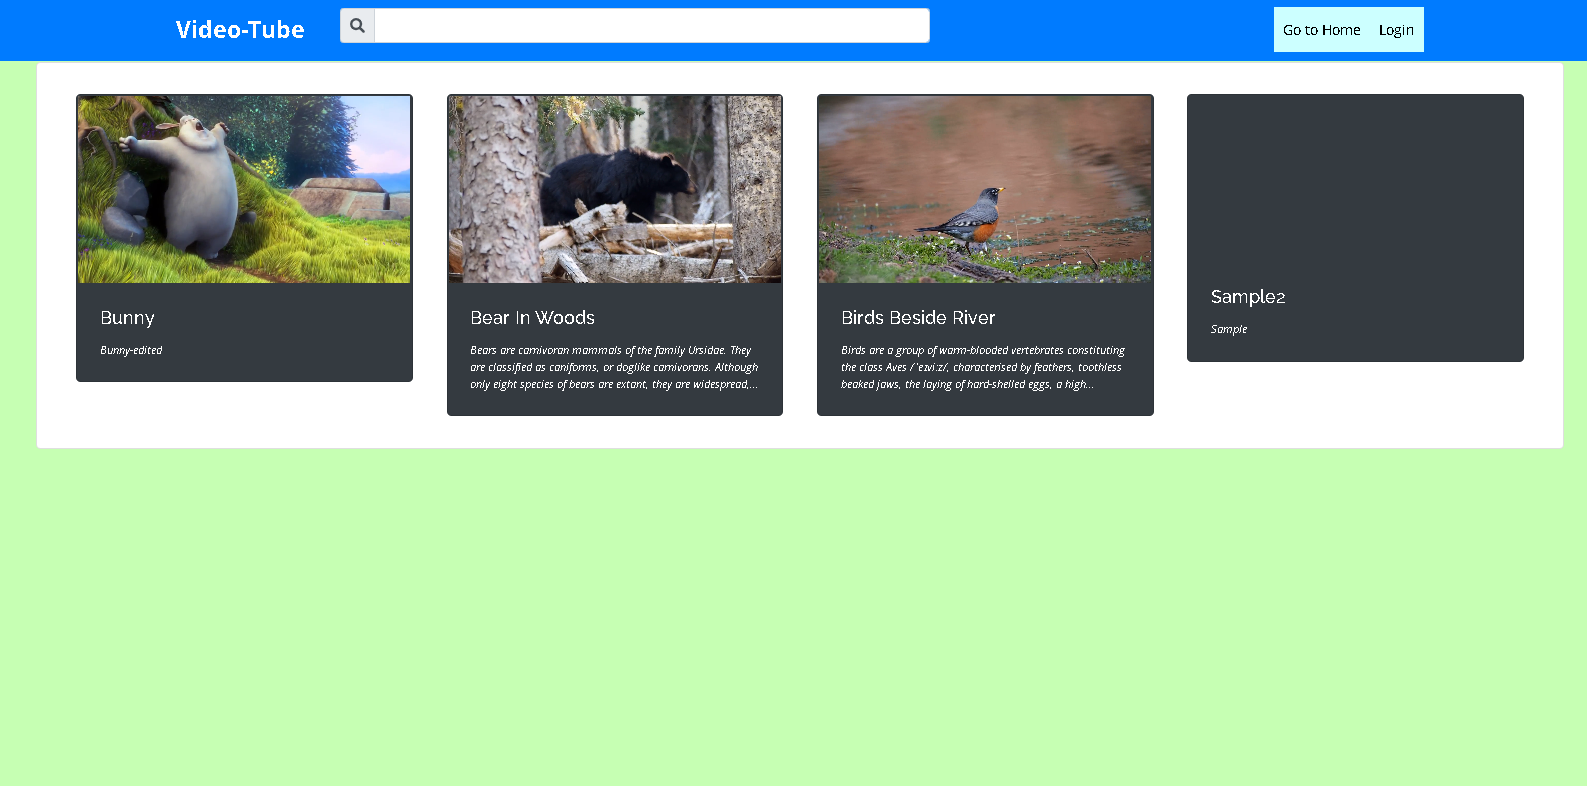 Video-Tube
Go to Home Login
Bunny
Bunny-edited
Bear In Woods
Bears are carnivoran mammals of the family Ursidae. They
are classified as caniforms, or doglike carnivorans. Although
only eight species of bears are extant, they are widespread,...
Birds Beside River
Birds are a group of warm-blooded vertebrates constituting
the class Aves /ˈeɪviːz/, characterised by feathers, toothless
beaked jaws, the laying of hard-shelled eggs, a high...
Sample2
Sample